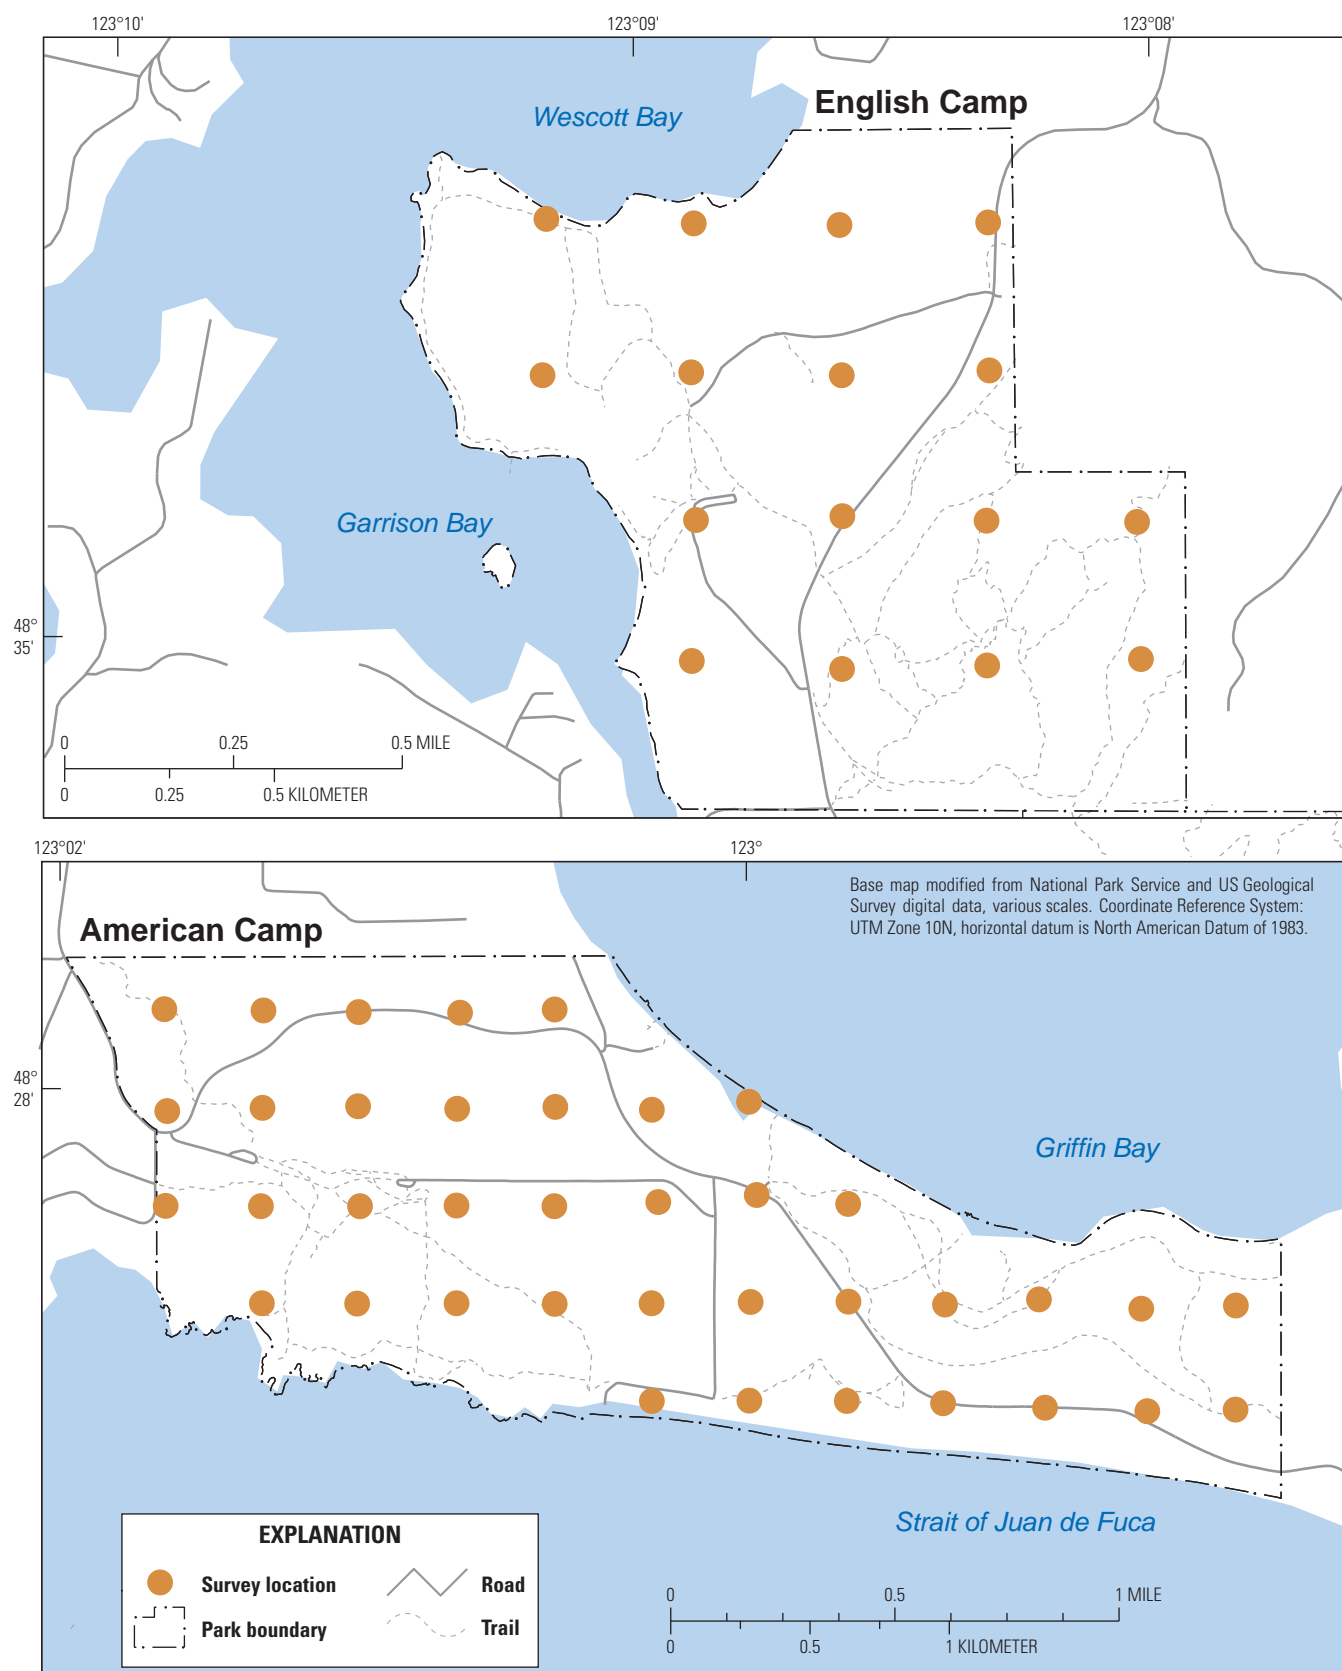 123°10'
123°09'
123°08'
Wescott Bay
English Camp
Garrison Bay
48°
35'
0
0.25
0.5 MILE
0
0.25
0.5 KILOMETER
123°02'
123°
Base map modified from National Park Service and US Geological
Survey digital data, various scales. Coordinate Reference System:
UTM Zone 10N, horizontal datum is North American Datum of 1983.
American Camp
48°
28'
Griffin Bay
Strait of Juan de Fuca
EXPLANATION
Survey location
Road
Park boundary
Trail
0
0.5
1 MILE
0
0.5
1 KILOMETER